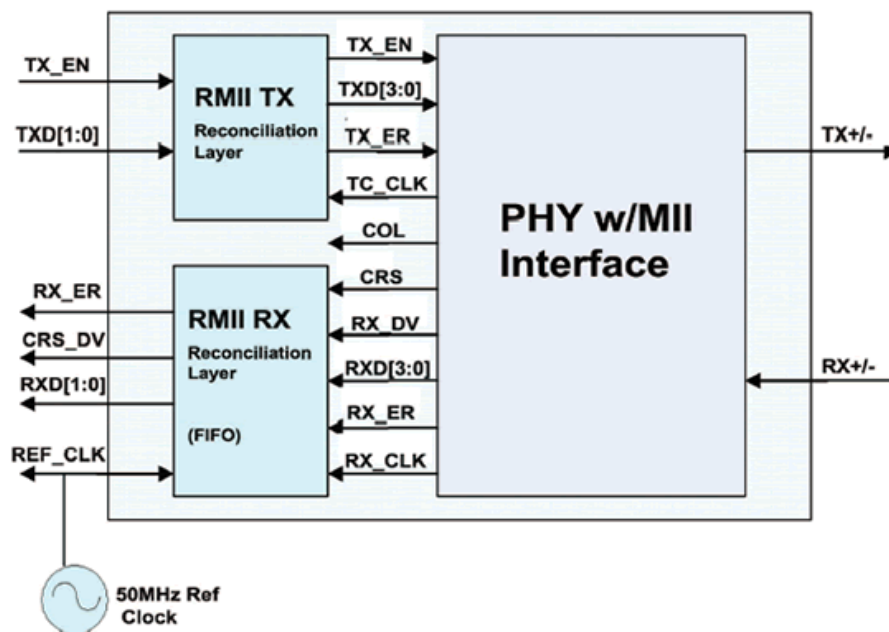 TX_EN
TXD[1:0]
RMII TX
Reconciliation
Layer
TX_EN
TXD[3:0]
TX_ER
TC_CLK
COL
CRS
RX_DV
RXD[3:0]
RX_ER
RX_CLK
PHY w/MII
Interface
TX+/-
RX+/-
RX_ER
CRS_DV
RXD[1:0]
REF_CLK
RMII RX
Reconciliation
Layer
(FIFO)
50MHz Ref
Clock